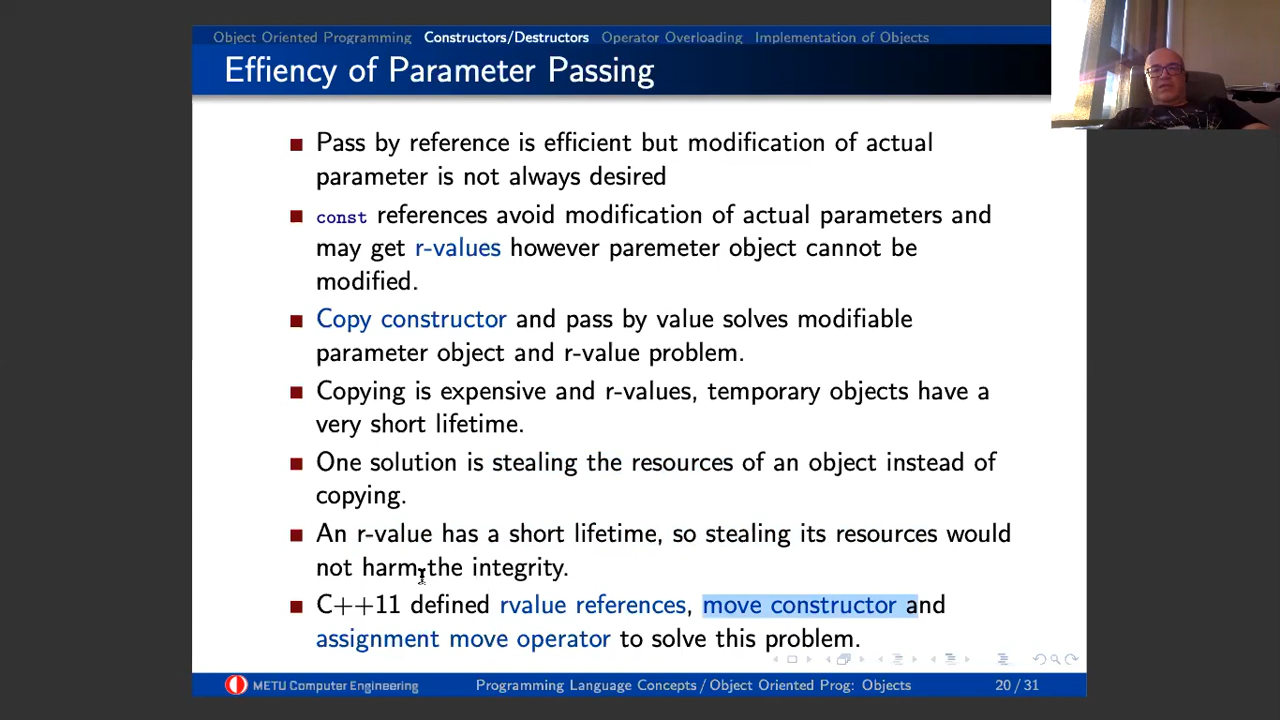 Object Oriented Programming Constructors/Destructors Operator Overloading Implementation of Objects
Effiency of Parameter Passing
Pass by reference is efficient but modification of actual
parameter is not always desired
const references avoid modification of actual parameters and
may get r-values however paremeter object cannot be
modified.
Copy constructor and pass by value solves modifiable
parameter object and r-value problem.
Copying is expensive and r-values, temporary objects have a
very short lifetime.
One solution is stealing the resources of an object instead of
copying.
An r-value has a short lifetime, so stealing its resources would
not harm the integrity.
C++11 defined rvalue references, move constructor and
assignment move operator to solve this problem.
METU Computer Engineering Programming Language Concepts / Object Oriented Prog: Objects 20 / 31